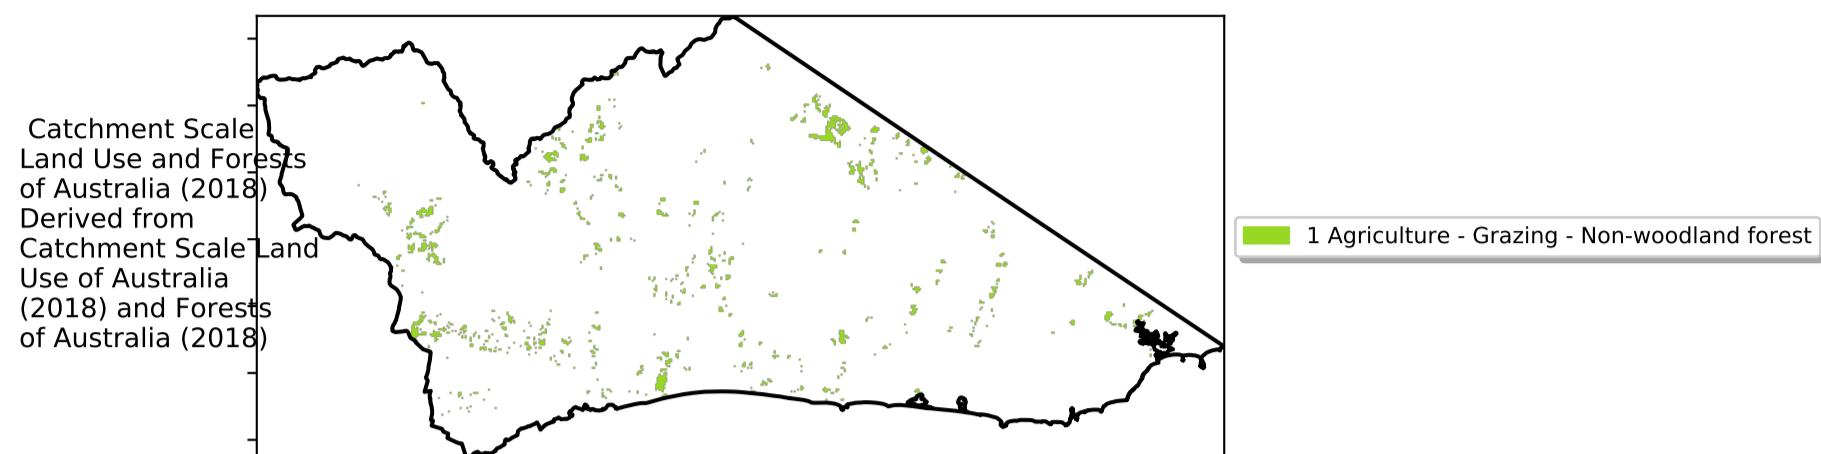 Catchment Scale
Land Use and Forests
of Australia (2018)
Derived from
Catchment Scale Land
Use of Australia
(2018) and Forests
of Australia (2018)
1 Agriculture - Grazing - Non-woodland forest